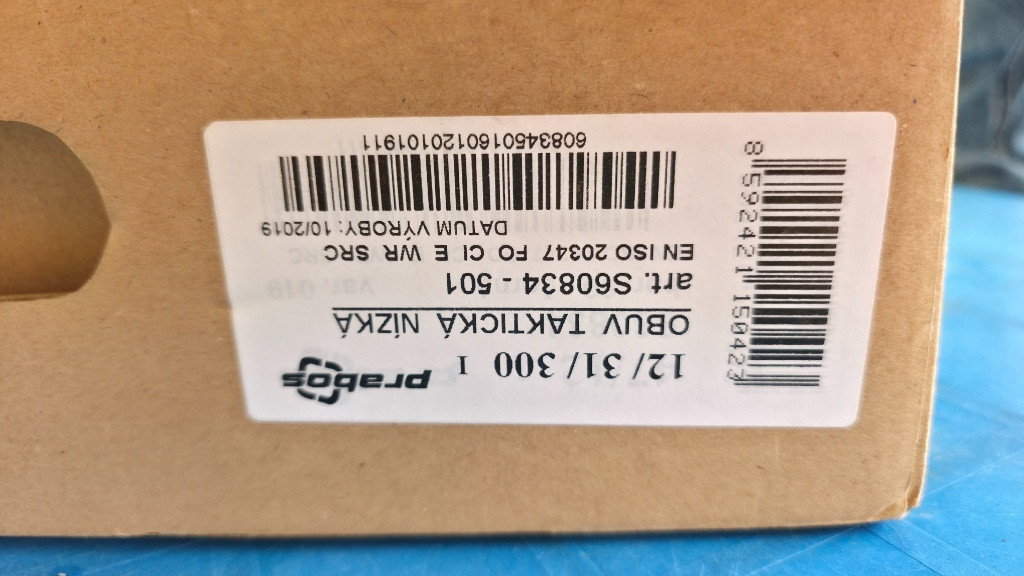 prabos
12/31/300 I
OBUV TAKTICKÁ NÍZKÁ
art. S60834 - 501
EN ISO 20347 FO CI E WR SRC
DATUM VÝROBY: 10/2019
6083450160120101911
8 592421 150427